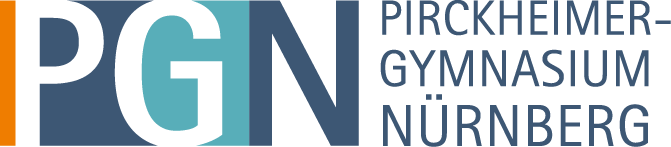 PGN
PIRCKHEIMER-
GYMNASIUM
NÜRNBERG